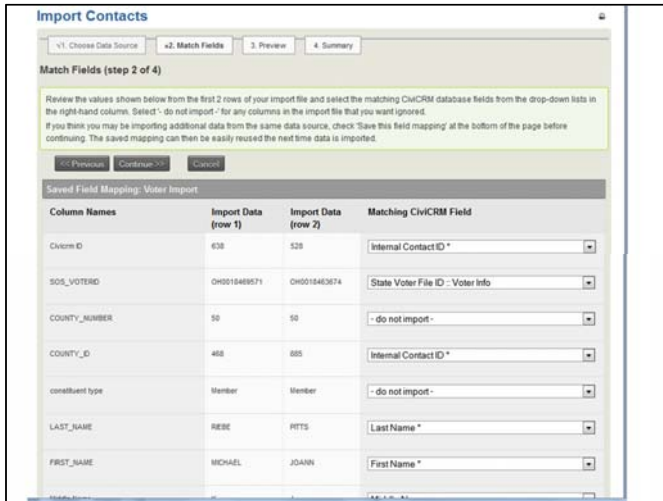 Import Contacts
v1. Choose Data Source »2. Match Fields 3. Preview 4. Summary
Match Fields (step 2 of 4)
Review the values shown below from the first 2 rows of your import file and select the matching CiviCRM database fields from the drop-down lists in
the right-hand column. Select '- do not import -' for any columns in the import file that you want ignored.
If you think you may be importing additional data from the same data source, check 'Save this field mapping' at the bottom of the page before
continuing. The saved mapping can then be easily reused the next time data is imported.
<< Previous Continue >> Cancel
Saved Field Mapping: Voter Import
Column Names Import Data (row 1) Import Data (row 2) Matching CiviCRM Field
Civicrm ID 638 528 Internal Contact ID *
SOS_VOTERID OH0018469571 OH0018463674 State Voter File ID :: Voter Info
COUNTY_NUMBER 50 50 - do not import -
COUNTY_ID 468 885 Internal Contact ID *
constituent type Member Member - do not import -
LAST_NAME RIEBE PITTS Last Name *
FIRST_NAME MICHAEL JOANN First Name *